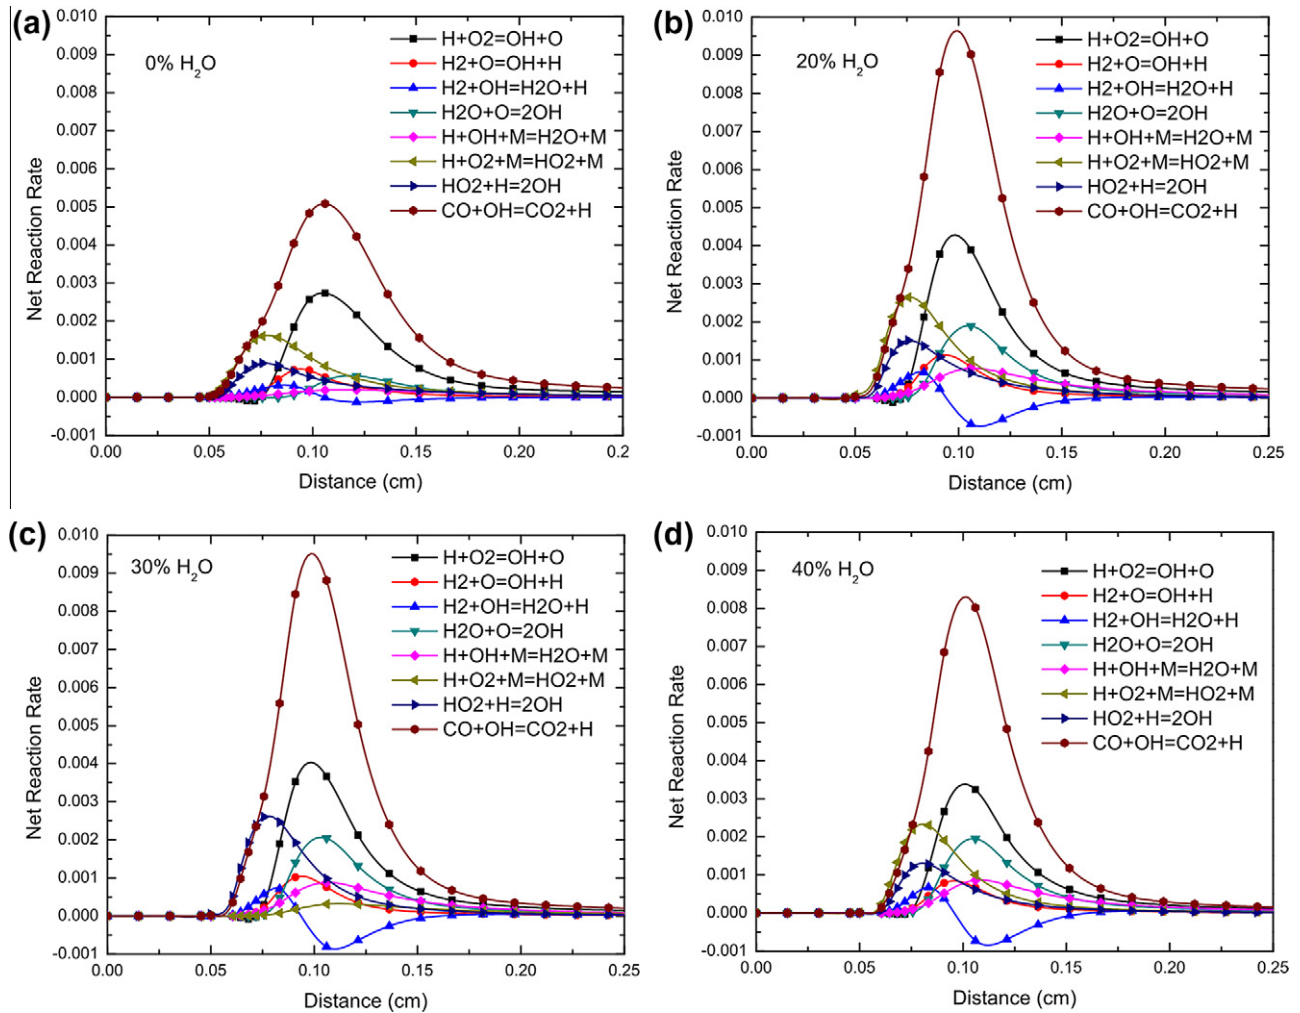 (a)
0.010
0.009
0.008
0.007
0.006
0.005
0.004
0.003
0.002
0.001
0.000
-0.001
Net Reaction Rate
0% H2O
H+O2=OH+O
H2+O=OH+H
H2+OH=H2O+H
H2O+O=2OH
H+OH+M=H2O+M
H+O2+M=HO2+M
HO2+H=2OH
CO+OH=CO2+H
0.00 0.05 0.10 0.15 0.20 0.2
Distance (cm)
(b)
0.010
0.009
0.008
0.007
0.006
0.005
0.004
0.003
0.002
0.001
0.000
-0.001
Net Reaction Rate
20% H2O
H+O2=OH+O
H2+O=OH+H
H2+OH=H2O+H
H2O+O=2OH
H+OH+M=H2O+M
H+O2+M=HO2+M
HO2+H=2OH
CO+OH=CO2+H
0.00 0.05 0.10 0.15 0.20 0.25
Distance (cm)
(c)
0.010
0.009
0.008
0.007
0.006
0.005
0.004
0.003
0.002
0.001
0.000
-0.001
Net Reaction Rate
30% H2O
H+O2=OH+O
H2+O=OH+H
H2+OH=H2O+H
H2O+O=2OH
H+OH+M=H2O+M
H+O2+M=HO2+M
HO2+H=2OH
CO+OH=CO2+H
0.00 0.05 0.10 0.15 0.20 0.25
Distance (cm)
(d)
0.010
0.009
0.008
0.007
0.006
0.005
0.004
0.003
0.002
0.001
0.000
-0.001
Net Reaction Rate
40% H2O
H+O2=OH+O
H2+O=OH+H
H2+OH=H2O+H
H2O+O=2OH
H+OH+M=H2O+M
H+O2+M=HO2+M
HO2+H=2OH
CO+OH=CO2+H
0.00 0.05 0.10 0.15 0.20 0.25
Distance (cm)